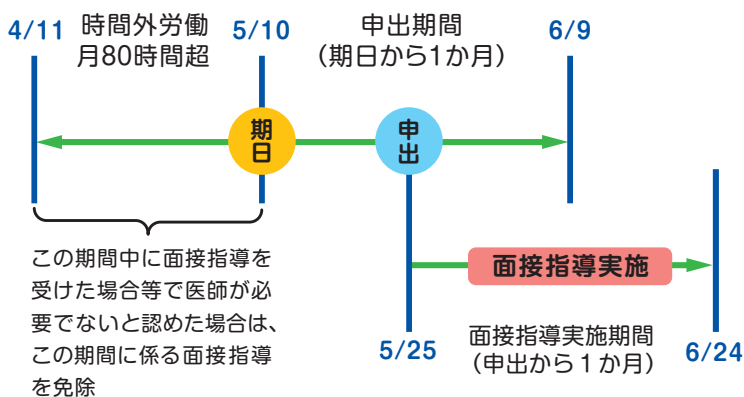 4/11
時間外労働
月80時間超
5/10
申出期間
(期日から1か月)
6/9
期日
申出
この期間中に面接指導を
受けた場合等で医師が必
要でないと認めた場合は、
この期間に係る面接指導
を免除
面接指導実施
5/25
面接指導実施期間
(申出から1か月)
6/24